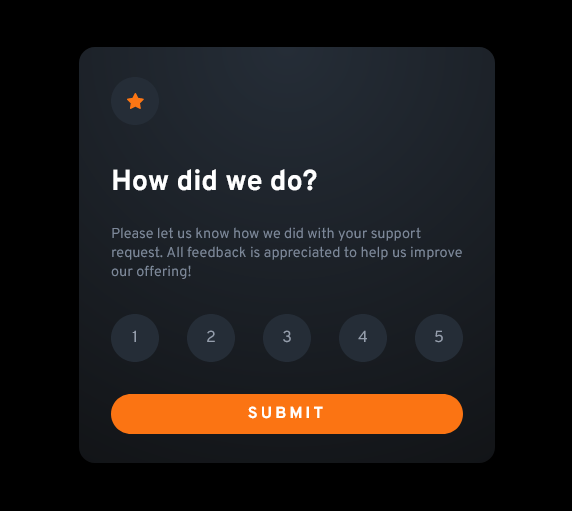 How did we do?
Please let us know how we did with your support
request. All feedback is appreciated to help us improve
our offering!
1 2 3 4 5
SUBMIT